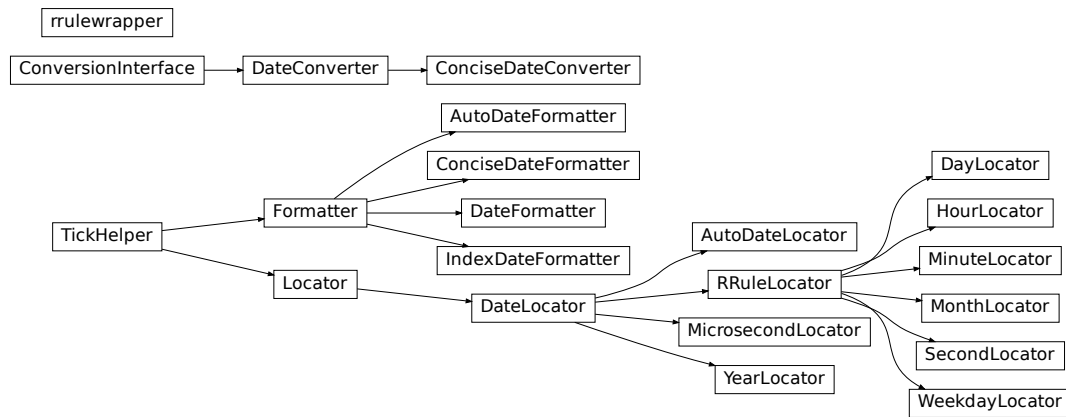 rrulewrapper
ConversionInterface
DateConverter
ConciseDateConverter
AutoDateFormatter
ConciseDateFormatter
DayLocator
Formatter
DateFormatter
HourLocator
TickHelper
AutoDateLocator
IndexDateFormatter
MinuteLocator
Locator
RRuleLocator
DateLocator
MonthLocator
MicrosecondLocator
SecondLocator
YearLocator
WeekdayLocator